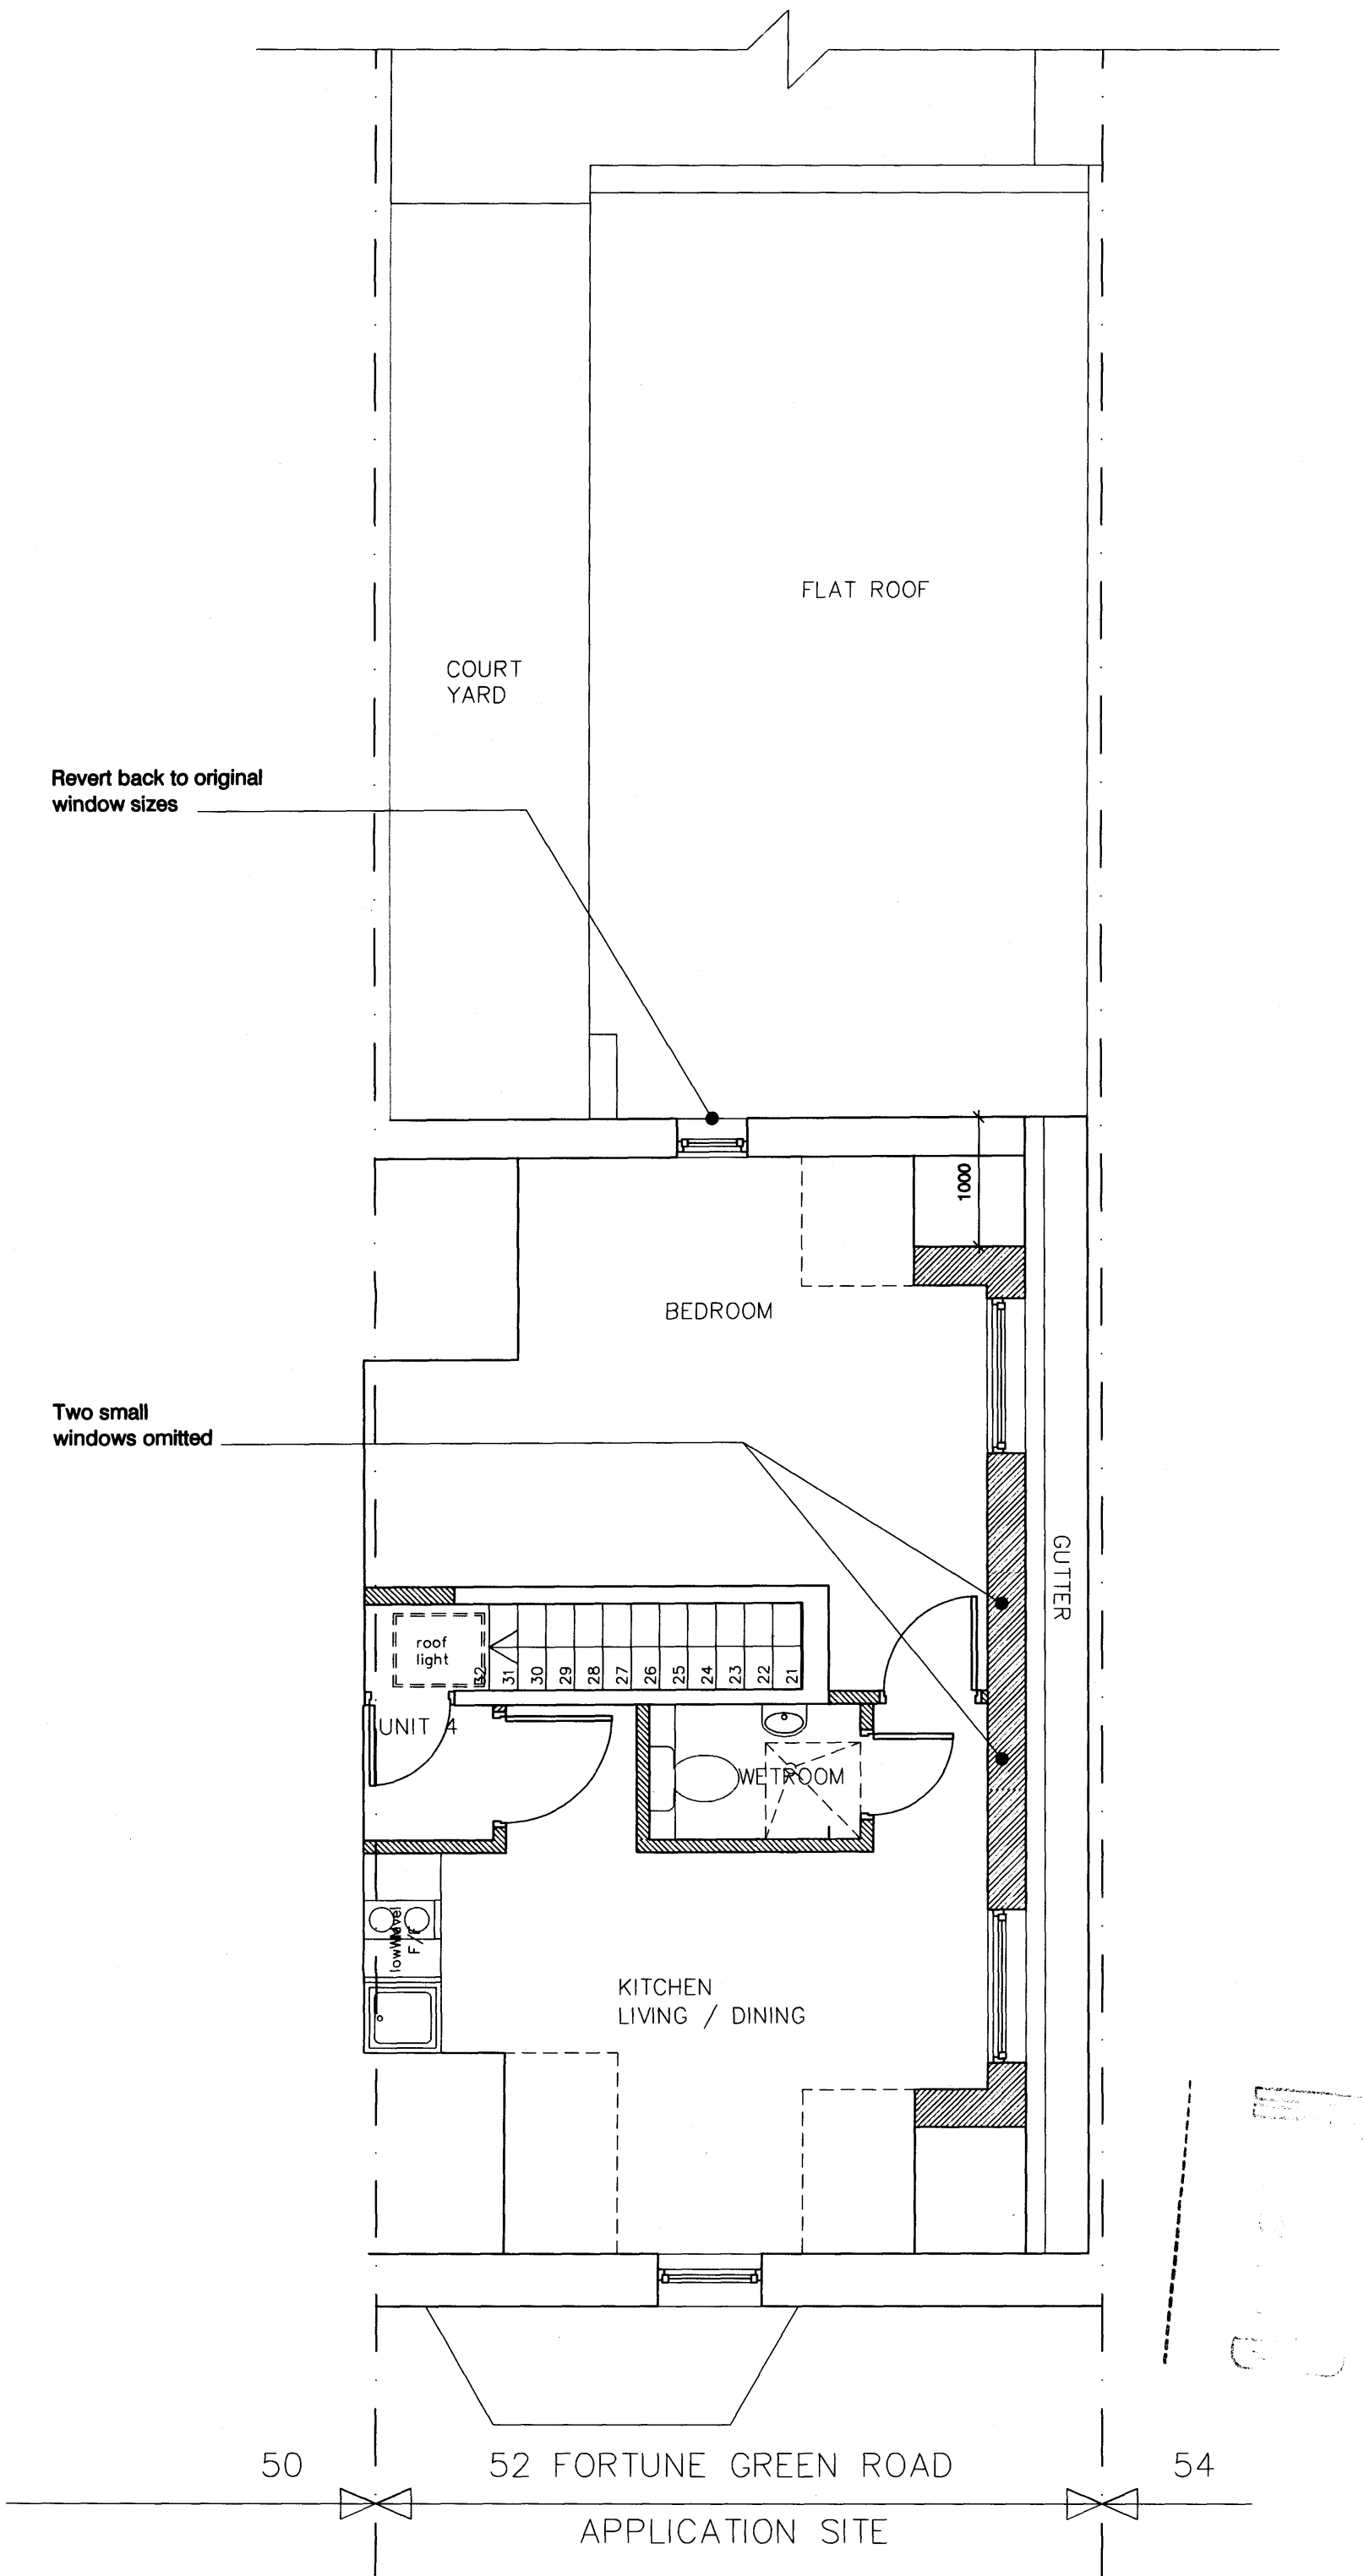 FLAT ROOF
COURT
YARD
Revert back to original
window sizes
1000
BEDROOM
Two small
windows omitted
GUTTER
roof
light
32
31
30
29
28
27
26
25
24
23
22
21
UNIT 4
WETROOM
F/F
KITCHEN
LIVING / DINING
50
52 FORTUNE GREEN ROAD
54
APPLICATION SITE